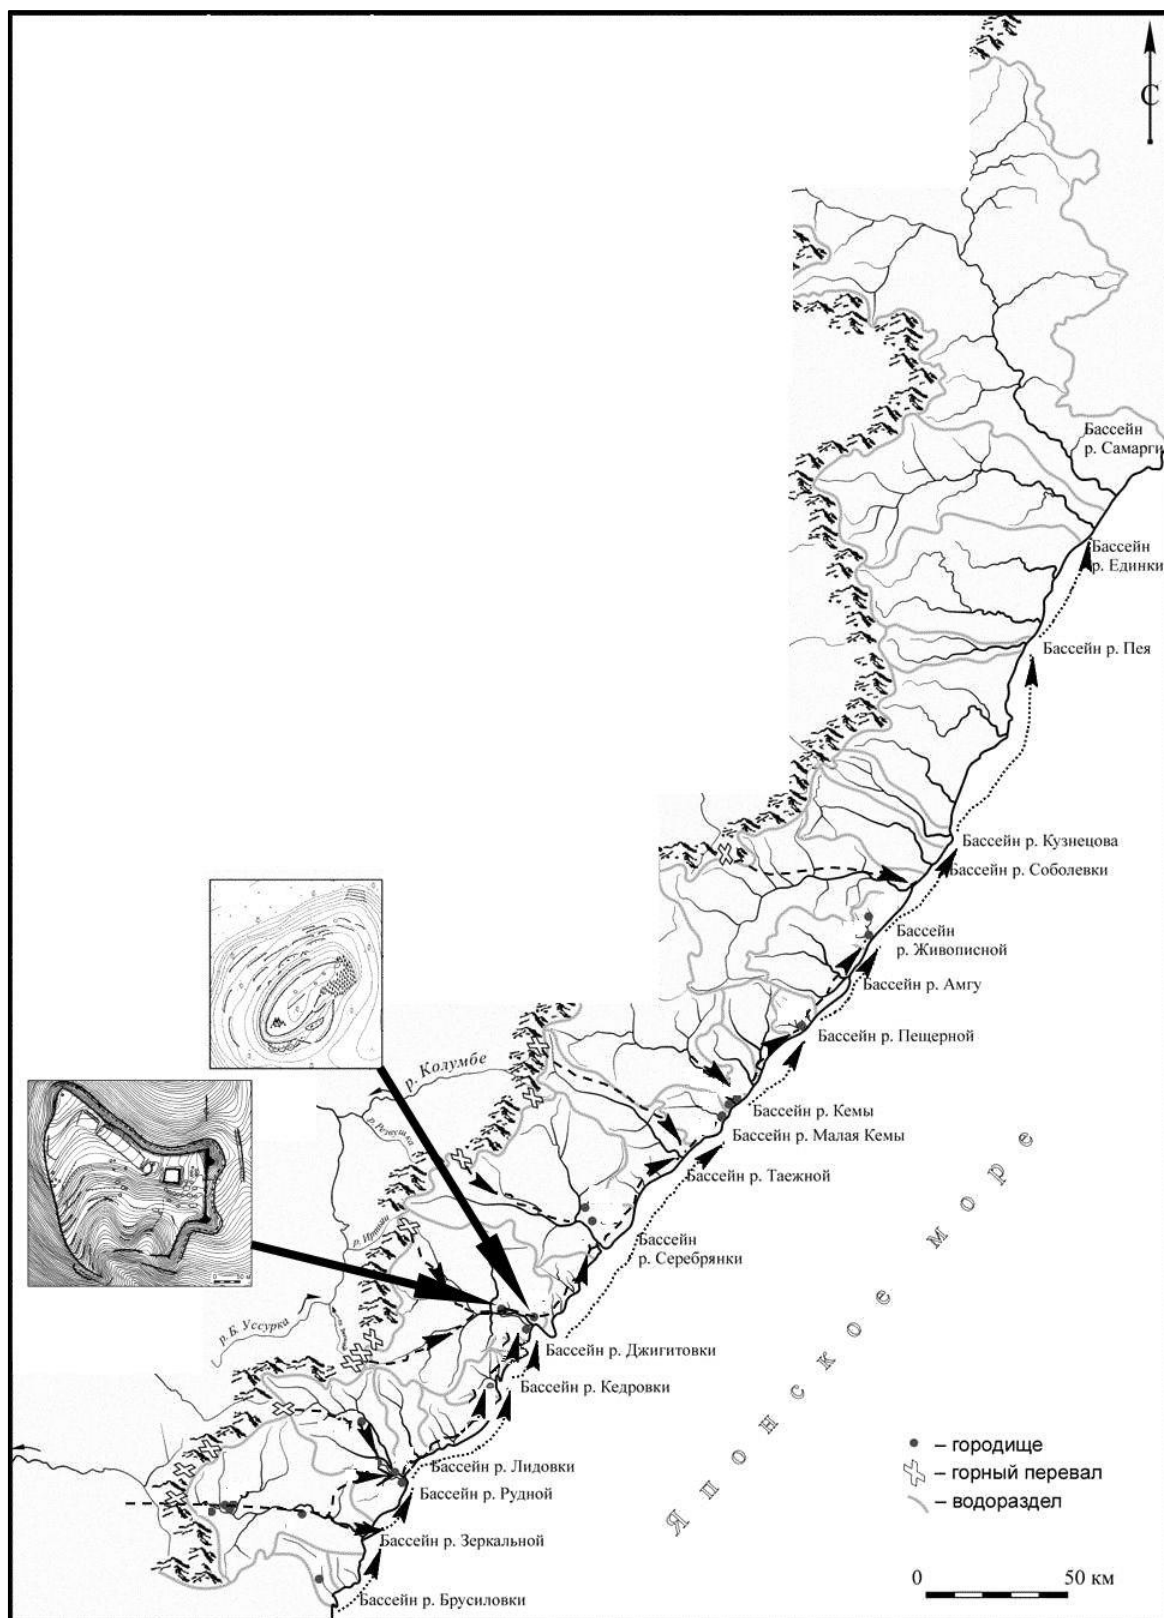 С
Бассейн
р. Самарги
Бассейн
р. Единки
Бассейн р. Пея
Бассейн р. Кузнецова
Бассейн р. Соболевки
Бассейн
р. Живописной
Бассейн р. Амгу
Бассейн р. Пещерной
р. Колумбе
Бассейн р. Кемы
Бассейн р. Малая Кемы
Бассейн р. Таежной
Бассейн
р. Серебрянки
р. Б. Уссурка
Бассейн р. Джигитовки
Бассейн р. Кедровки
Бассейн р. Лидовки
Бассейн р. Рудной
Бассейн р. Зеркальной
Бассейн р. Брусиловки
Японское море
– городище
– горный перевал
– водораздел
0 50 км